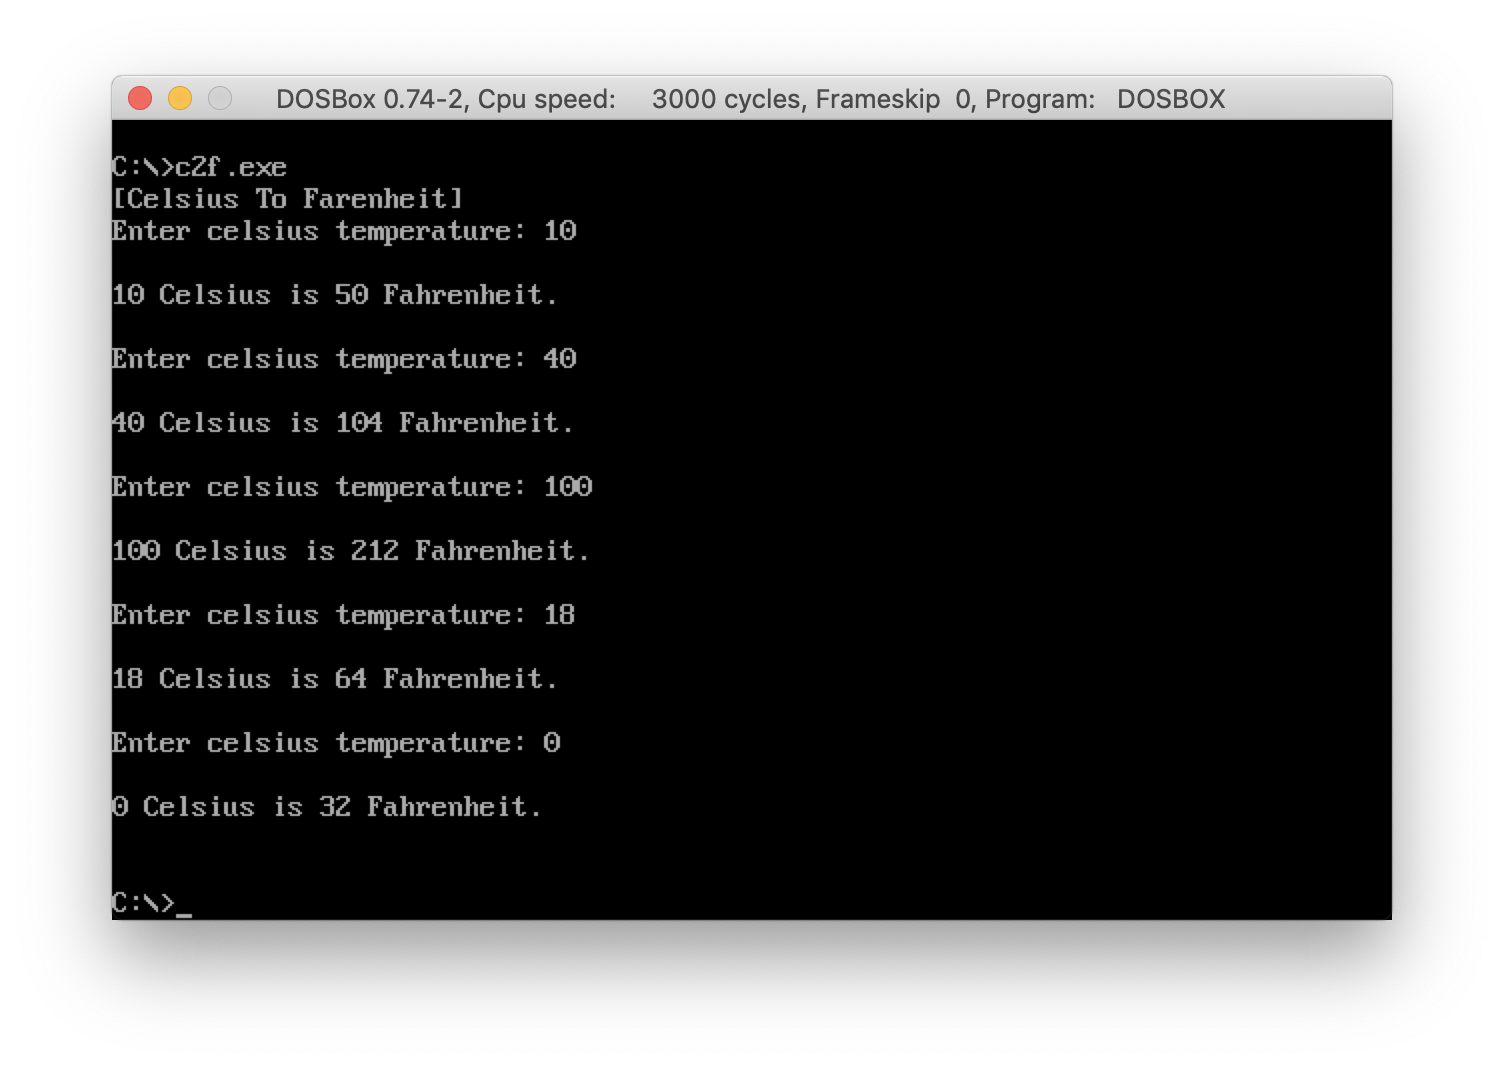 DOSBox 0.74-2, Cpu speed: 3000 cycles, Frameskip 0, Program: DOSBOX
C:\>c2f.exe
[Celsius To Farenheit]
Enter celsius temperature: 10
10 Celsius is 50 Fahrenheit.
Enter celsius temperature: 40
40 Celsius is 104 Fahrenheit.
Enter celsius temperature: 100
100 Celsius is 212 Fahrenheit.
Enter celsius temperature: 18
18 Celsius is 64 Fahrenheit.
Enter celsius temperature: 0
0 Celsius is 32 Fahrenheit.
C:\>_